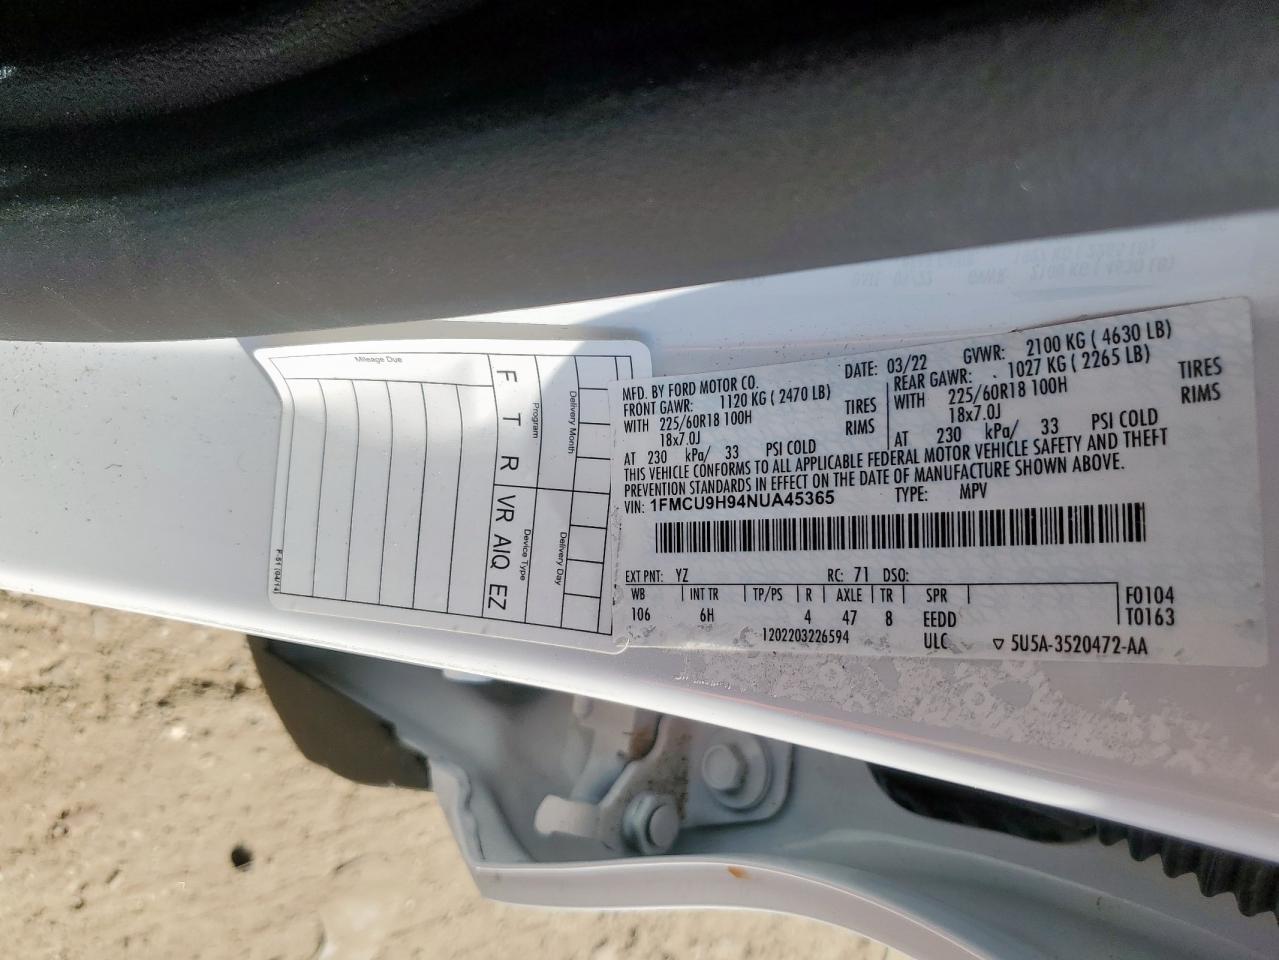 MFD. BY FORD MOTOR CO. DATE: 03/22 GVWR: 2100 KG ( 4630 LB)
FRONT GAWR: 1120 KG ( 2470 LB) REAR GAWR: 1027 KG ( 2265 LB)
WITH 225/60R18 100H TIRES WITH 225/60R18 100H TIRES
18x7.0J RIMS 18x7.0J RIMS
AT 230 kPa/ 33 PSI COLD AT 230 kPa/ 33 PSI COLD
THIS VEHICLE CONFORMS TO ALL APPLICABLE FEDERAL MOTOR VEHICLE SAFETY AND THEFT
PREVENTION STANDARDS IN EFFECT ON THE DATE OF MANUFACTURE SHOWN ABOVE.
VIN: 1FMCU9H94NUA45365 TYPE: MPV
EXT PNT: YZ RC: 71 DSO:
WB INT TR TP/PS R AXLE TR SPR F0104
106 6H 4 47 8 EEDD T0163
1202203226594 ULC ▽ 5U5A-3520472-AA
Delivery Month
Delivery Day
Program
Device Type
F T R VR AIQ EZ
Mileage Due
F-51 (04/14)